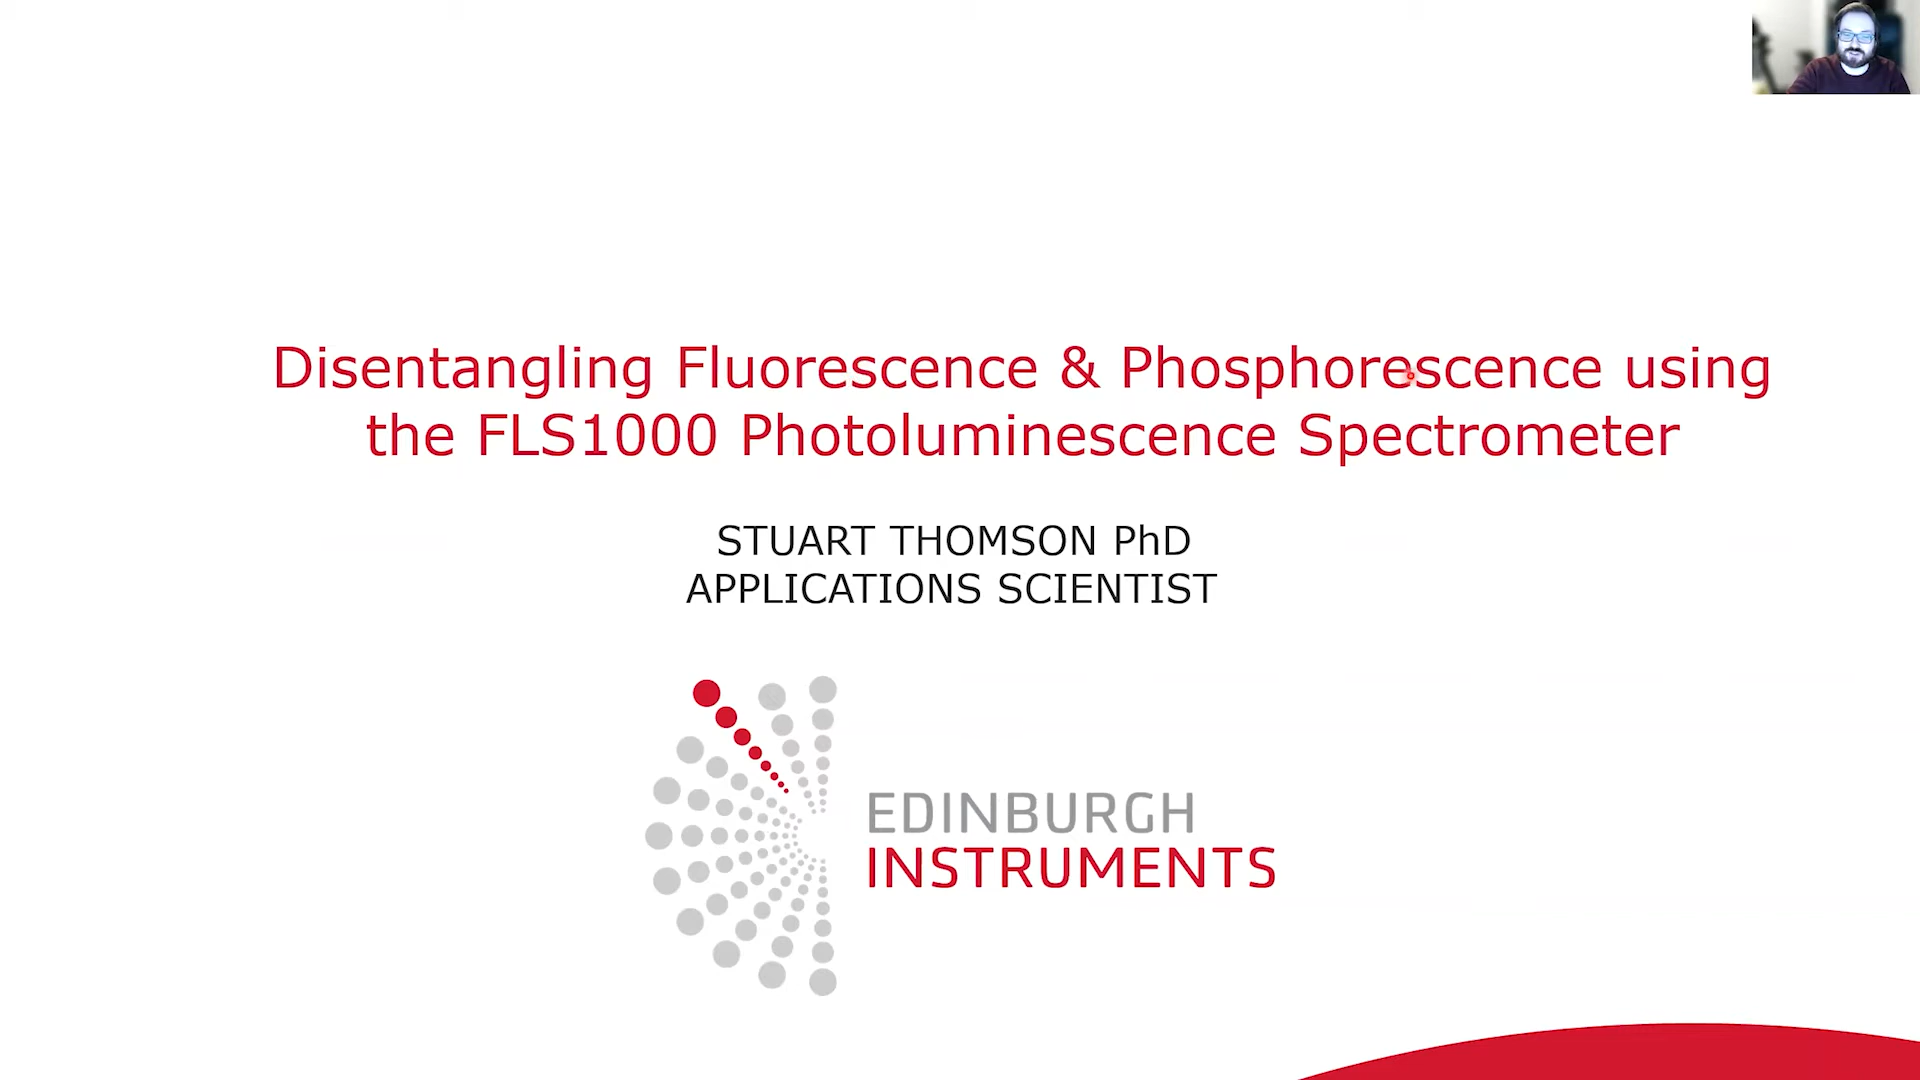 Disentangling Fluorescence & Phosphorescence using
the FLS1000 Photoluminescence Spectrometer
STUART THOMSON PhD
APPLICATIONS SCIENTIST
EDINBURGH
INSTRUMENTS